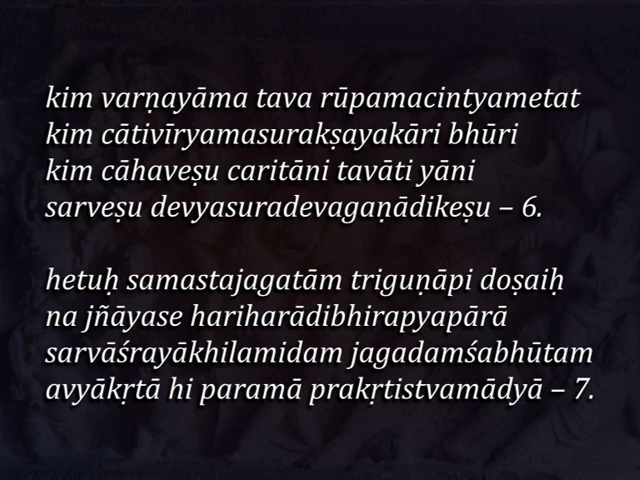 kim varṇayāma tava rūpamacintyametat
kim cātivīryamasurakṣayakāri bhūri
kim cāhaveṣu caritāni tavāti yāni
sarveṣu devyasuradevagaṇādikeṣu – 6.
hetuḥ samastajagatām triguṇāpi doṣaiḥ
na jñāyase hariharādibhirapyapārā
sarvāśrayākhilamidam jagadamśabhūtam
avyākṛtā hi paramā prakṛtistvamādyā – 7.